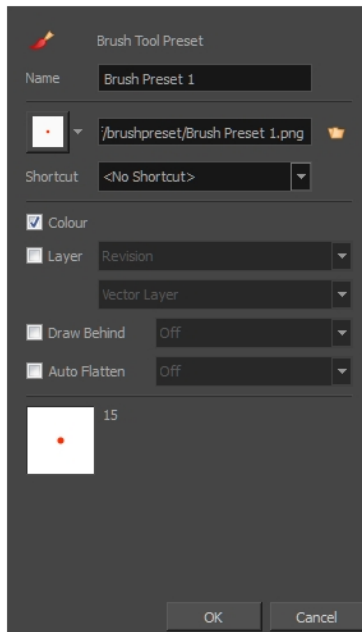 Brush Tool Preset
Name Brush Preset 1
/brushpreset/Brush Preset 1.png
Shortcut <No Shortcut>
Colour
Layer Revision
Vector Layer
Draw Behind Off
Auto Flatten Off
15
OK Cancel